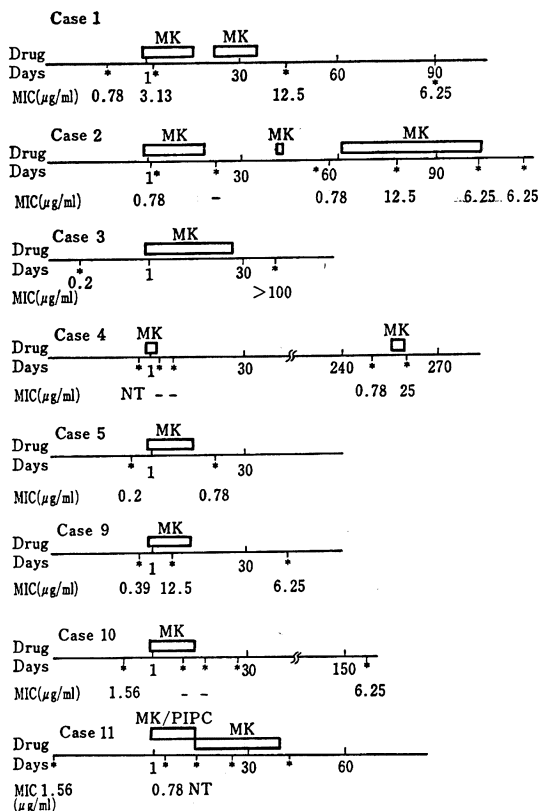 Case 1
MK MK
Drug
Days 1* * 30 * 60 90 *
MIC(μg/ml) 0.78 3.13 12.5 6.25
Case 2
MK MK MK
Drug
Days 1* * 30 * 60 * 90 * *
MIC(μg/ml) 0.78 - 0.78 12.5 6.25 6.25
Case 3
MK
Drug
Days * 1 30 *
0.2
MIC(μg/ml) >100
Case 4
MK MK
Drug
Days * 1 * * 30 240 * * 270
MIC(μg/ml) NT - - 0.78 25
Case 5
MK
Drug
Days * 1 * 30
MIC(μg/ml) 0.2 0.78
Case 9
MK
Drug
Days * 1 * 30 *
MIC(μg/ml) 0.39 12.5 6.25
Case 10
MK
Drug
Days * 1 * * * 30 150 *
MIC(μg/ml) 1.56 - - 6.25
Case 11
MK/PIPC
MK
Drug
Days * 1 * * * 30 * 60
MIC 1.56 0.78 NT
(μg/ml)